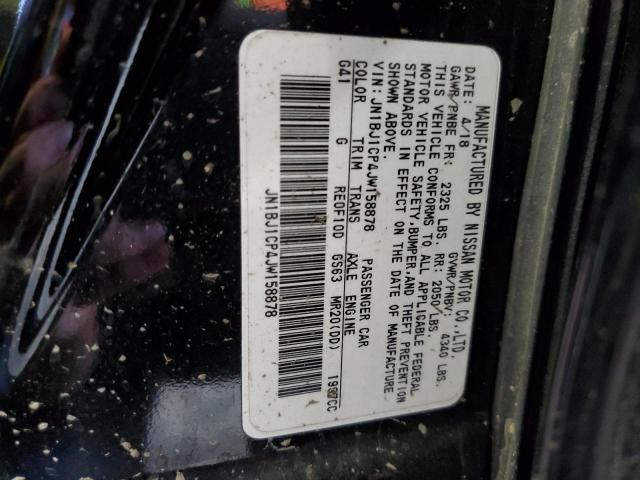 MANUFACTURED BY NISSAN MOTOR CO.,LTD.
DATE: 4/18 GVWR/PNBV: 4340 LBS.
GAWR/PNBE FR: 2325 LBS. RR: 2050 LBS.
THIS VEHICLE CONFORMS TO ALL APPLICABLE FEDERAL
MOTOR VEHICLE SAFETY,BUMPER,AND THEFT PREVENTION
STANDARDS IN EFFECT ON THE DATE OF MANUFACTURE
SHOWN ABOVE.
VIN: JN1BJ1CP4JW158878 PASSENGER CAR
COLOR TRIM TRANS AXLE ENGINE
G41 G RE0F10D GS63 MR20(DD) 1997CC
JN1BJ1CP4JW158878